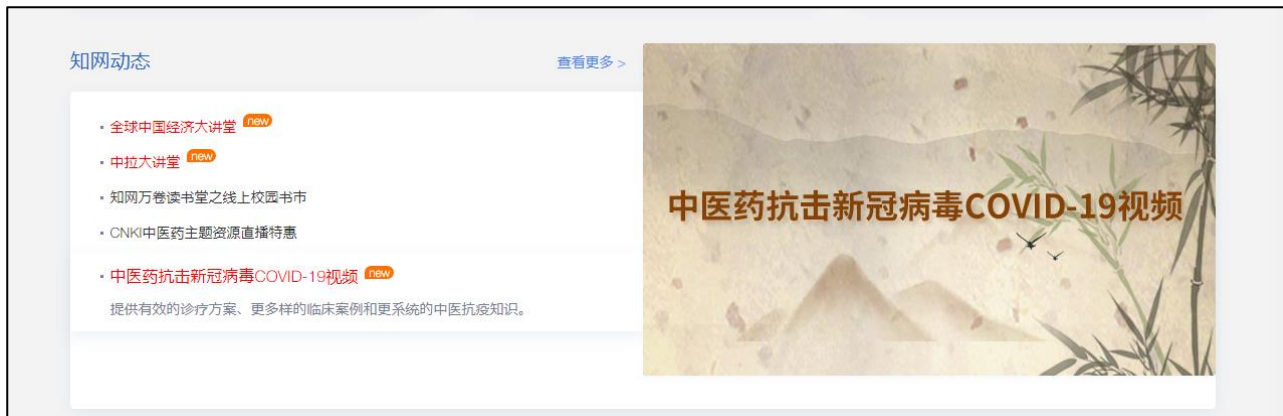 知网动态
查看更多 >
• 全球中国经济大讲堂 new
• 中拉大讲堂 new
• 知网万卷读书堂之线上校园书市
• CNKI中医药主题资源直播特惠
• 中医药抗击新冠病毒COVID-19视频 new
提供有效的诊疗方案、更多样的临床案例和更系统的中医抗疫知识。
中医药抗击新冠病毒COVID-19视频